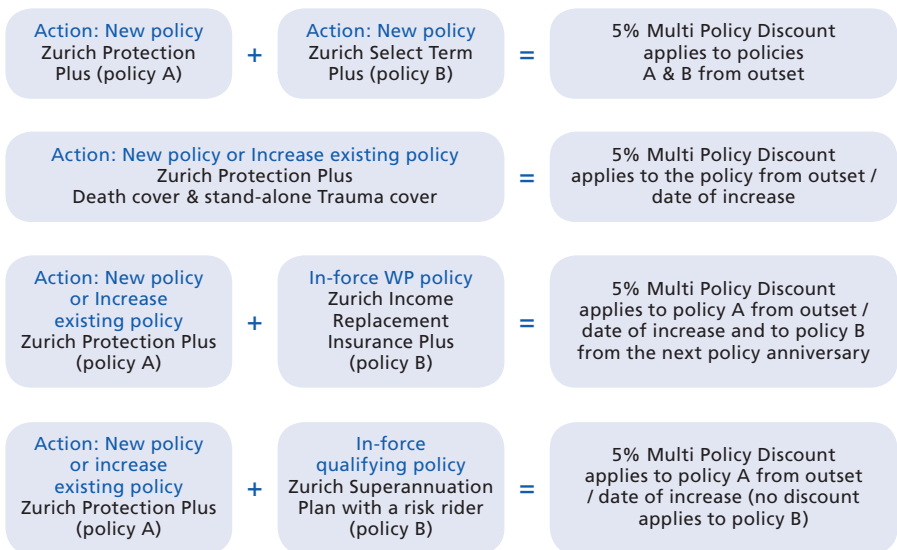 Action: New policy
Zurich Protection
Plus (policy A)
+
Action: New policy
Zurich Select Term
Plus (policy B)
=
5% Multi Policy Discount
applies to policies
A & B from outset
Action: New policy or Increase existing policy
Zurich Protection Plus
Death cover & stand-alone Trauma cover
=
5% Multi Policy Discount
applies to the policy from outset /
date of increase
Action: New policy
or Increase
existing policy
Zurich Protection Plus
(policy A)
+
In-force WP policy
Zurich Income
Replacement
Insurance Plus
(policy B)
=
5% Multi Policy Discount
applies to policy A from outset /
date of increase and to policy B
from the next policy anniversary
Action: New policy
or increase
existing policy
Zurich Protection Plus
(policy A)
+
In-force
qualifying policy
Zurich Superannuation
Plan with a risk rider
(policy B)
=
5% Multi Policy Discount
applies to policy A from outset
/ date of increase (no discount
applies to policy B)